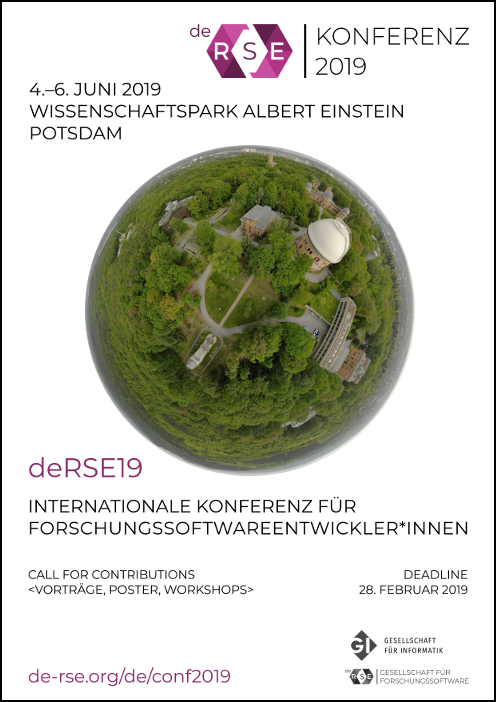 de
RSE
KONFERENZ
2019
4.–6. JUNI 2019
WISSENSCHAFTSPARK ALBERT EINSTEIN
POTSDAM
deRSE19
INTERNATIONALE KONFERENZ FÜR
FORSCHUNGSSOFTWAREENTWICKLER*INNEN
CALL FOR CONTRIBUTIONS
<VORTRÄGE, POSTER, WORKSHOPS>
DEADLINE
28. FEBRUAR 2019
GI
GESELLSCHAFT
FÜR INFORMATIK
de-rse.org/de/conf2019
de
RSE
GESELLSCHAFT FÜR
FORSCHUNGSSOFTWARE